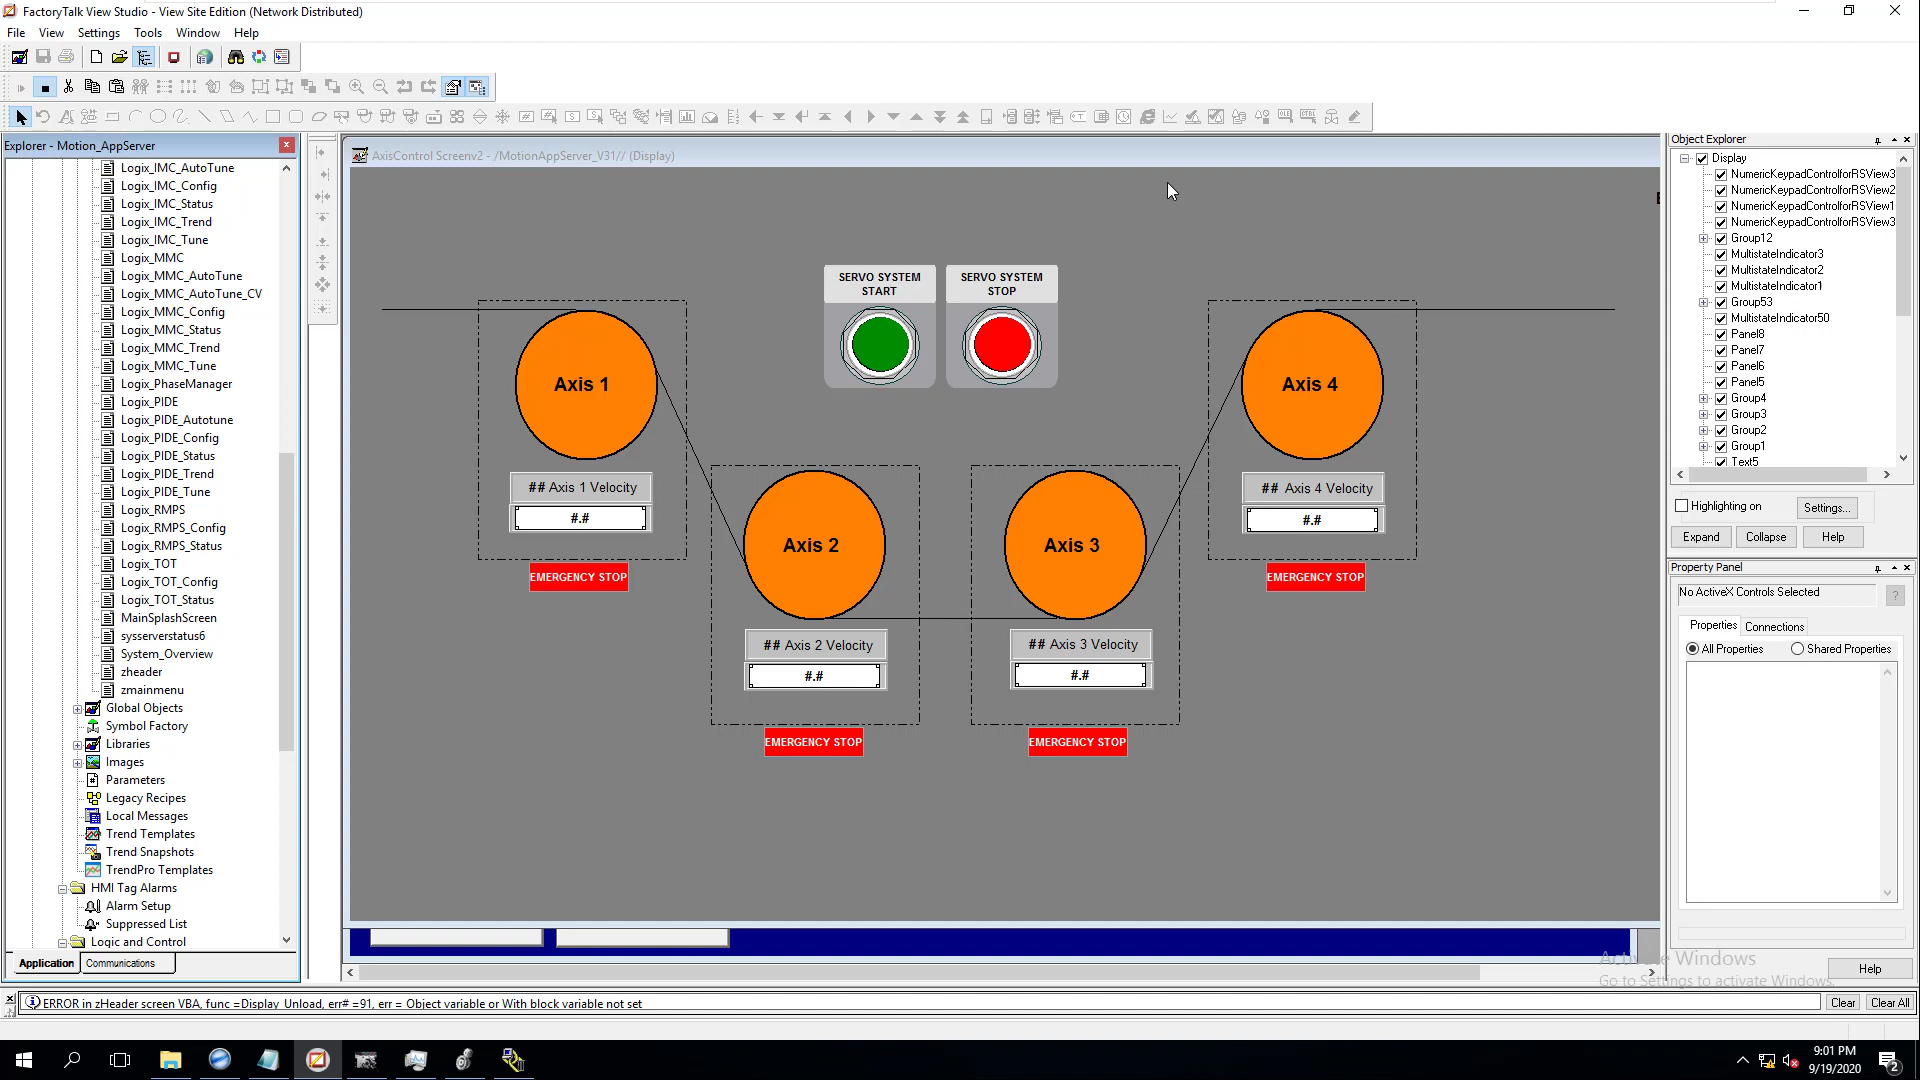 FactoryTalk View Studio - View Site Edition (Network Distributed)
File View Settings Tools Window Help
Explorer - Motion_AppServer
Logix_IMC_AutoTune
Logix_IMC_Config
Logix_IMC_Status
Logix_IMC_Trend
Logix_IMC_Tune
Logix_MMC
Logix_MMC_AutoTune
Logix_MMC_AutoTune_CV
Logix_MMC_Config
Logix_MMC_Status
Logix_MMC_Trend
Logix_MMC_Tune
Logix_PhaseManager
Logix_PIDE
Logix_PIDE_Autotune
Logix_PIDE_Config
Logix_PIDE_Status
Logix_PIDE_Trend
Logix_PIDE_Tune
Logix_RMPS
Logix_RMPS_Config
Logix_RMPS_Status
Logix_TOT
Logix_TOT_Config
Logix_TOT_Status
MainSplashScreen
sysserverstatus6
System_Overview
zheader
zmainmenu
Global Objects
Symbol Factory
Libraries
Images
Parameters
Legacy Recipes
Local Messages
Trend Templates
Trend Snapshots
TrendPro Templates
HMI Tag Alarms
Alarm Setup
Suppressed List
Logic and Control
Application Communications
AxisControl Screenv2 - /MotionAppServer_V31// (Display)
SERVO SYSTEM
START
SERVO SYSTEM
STOP
Axis 1
## Axis 1 Velocity
#.#
EMERGENCY STOP
Axis 2
## Axis 2 Velocity
#.#
EMERGENCY STOP
Axis 3
## Axis 3 Velocity
#.#
EMERGENCY STOP
Axis 4
## Axis 4 Velocity
#.#
EMERGENCY STOP
Object Explorer
Display
NumericKeypadControlforRSView3
NumericKeypadControlforRSView2
NumericKeypadControlforRSView1
NumericKeypadControlforRSView3
Group12
MultistateIndicator3
MultistateIndicator2
MultistateIndicator1
Group53
MultistateIndicator50
Panel8
Panel7
Panel6
Panel5
Group4
Group3
Group2
Group1
Text5
Highlighting on Settings...
Expand Collapse Help
Property Panel
No ActiveX Controls Selected ?
Properties Connections
All Properties Shared Properties
Activate Windows
Go to Settings to activate Windows.
Help
ERROR in zHeader screen VBA, func =Display_Unload, err# =91, err = Object variable or With block variable not set
Clear Clear All
9:01 PM
9/19/2020
2